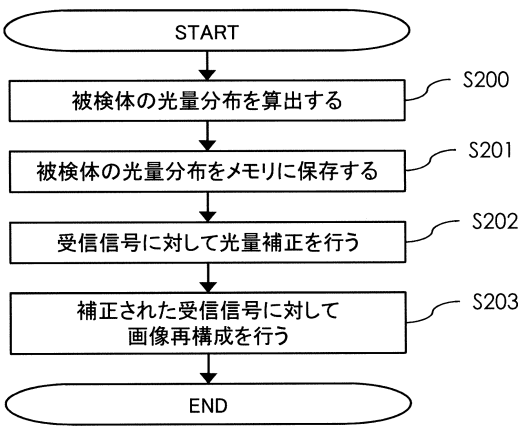 START
被検体の光量分布を算出する
S200
被検体の光量分布をメモリに保存する
S201
受信信号に対して光量補正を行う
S202
補正された受信信号に対して
画像再構成を行う
S203
END